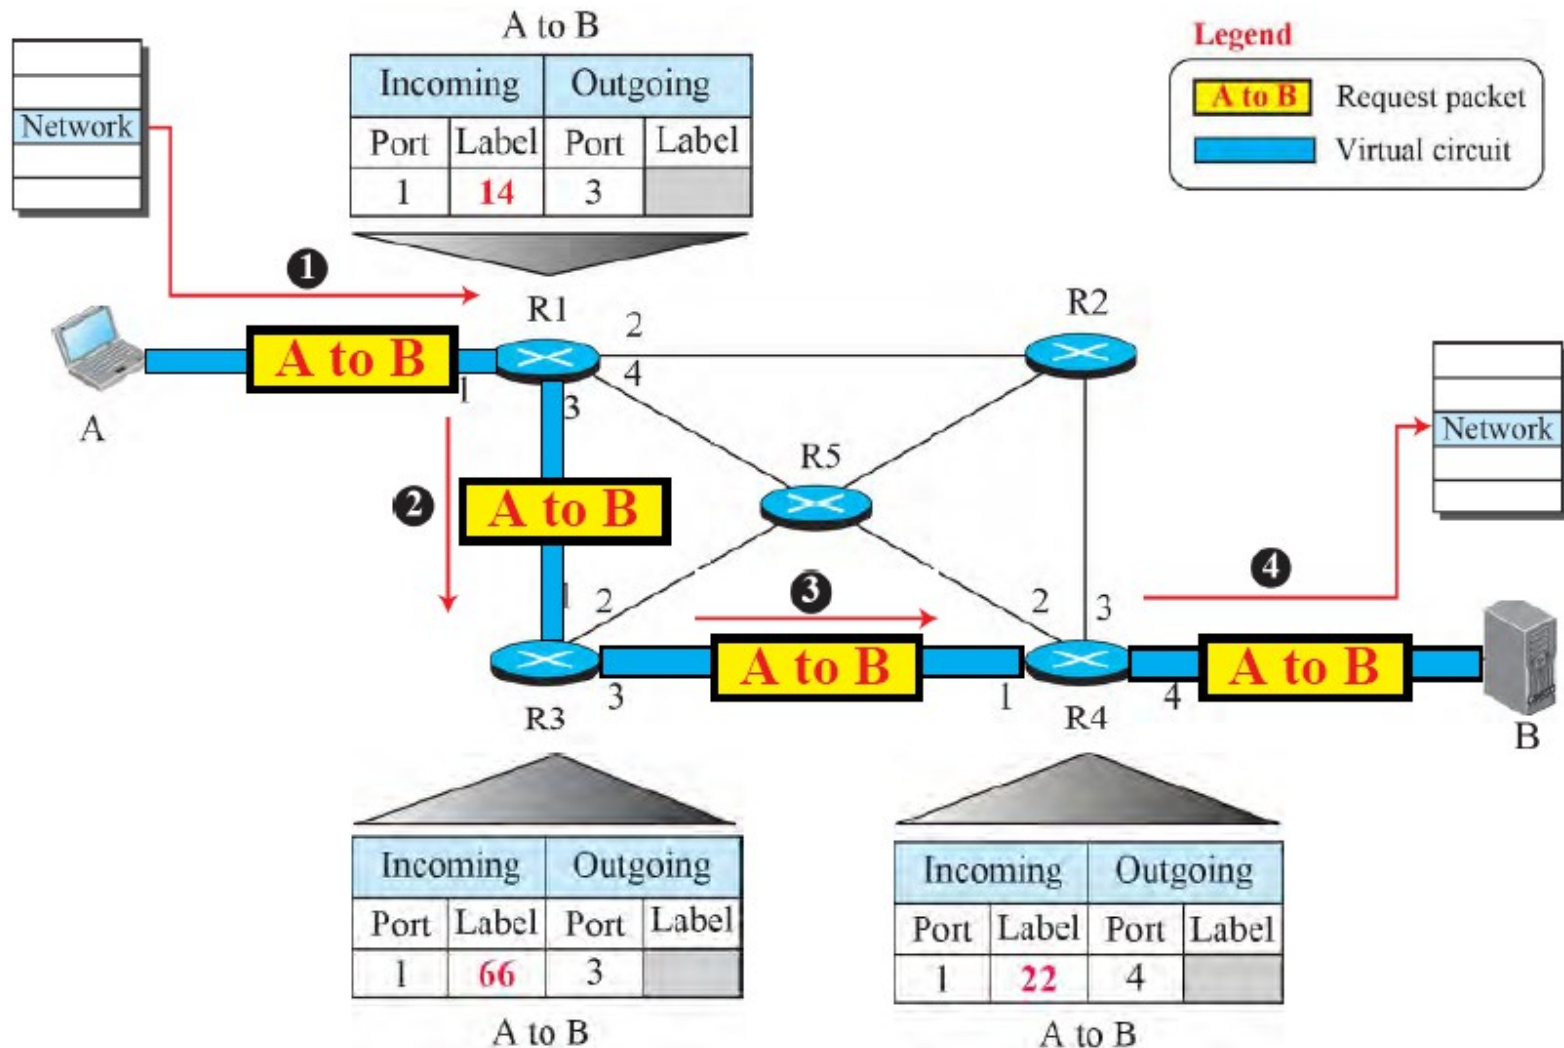 A to B
Incoming Outgoing
Port Label Port Label
1 14 3
Legend
A to B Request packet
Virtual circuit
Network
1
R1
2
4
R2
A to B
1
3
A
Network
R5
2
A to B
1
2
3
2
3
4
A to B
A to B
3
1
4
R3
R4
B
Incoming Outgoing
Port Label Port Label
1 66 3
A to B
Incoming Outgoing
Port Label Port Label
1 22 4
A to B